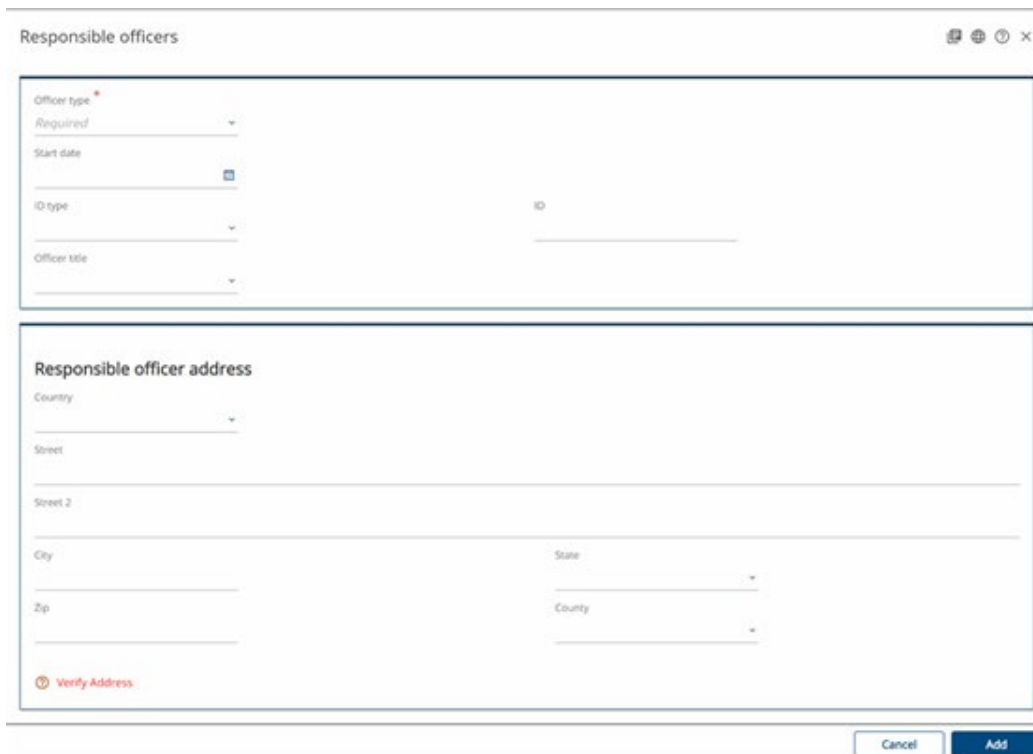 Responsible officers
Officer type *
Required
Start date
ID type
ID
Officer title
Responsible officer address
Country
Street
Street 2
City
State
Zip
County
Verify Address
Cancel
Add